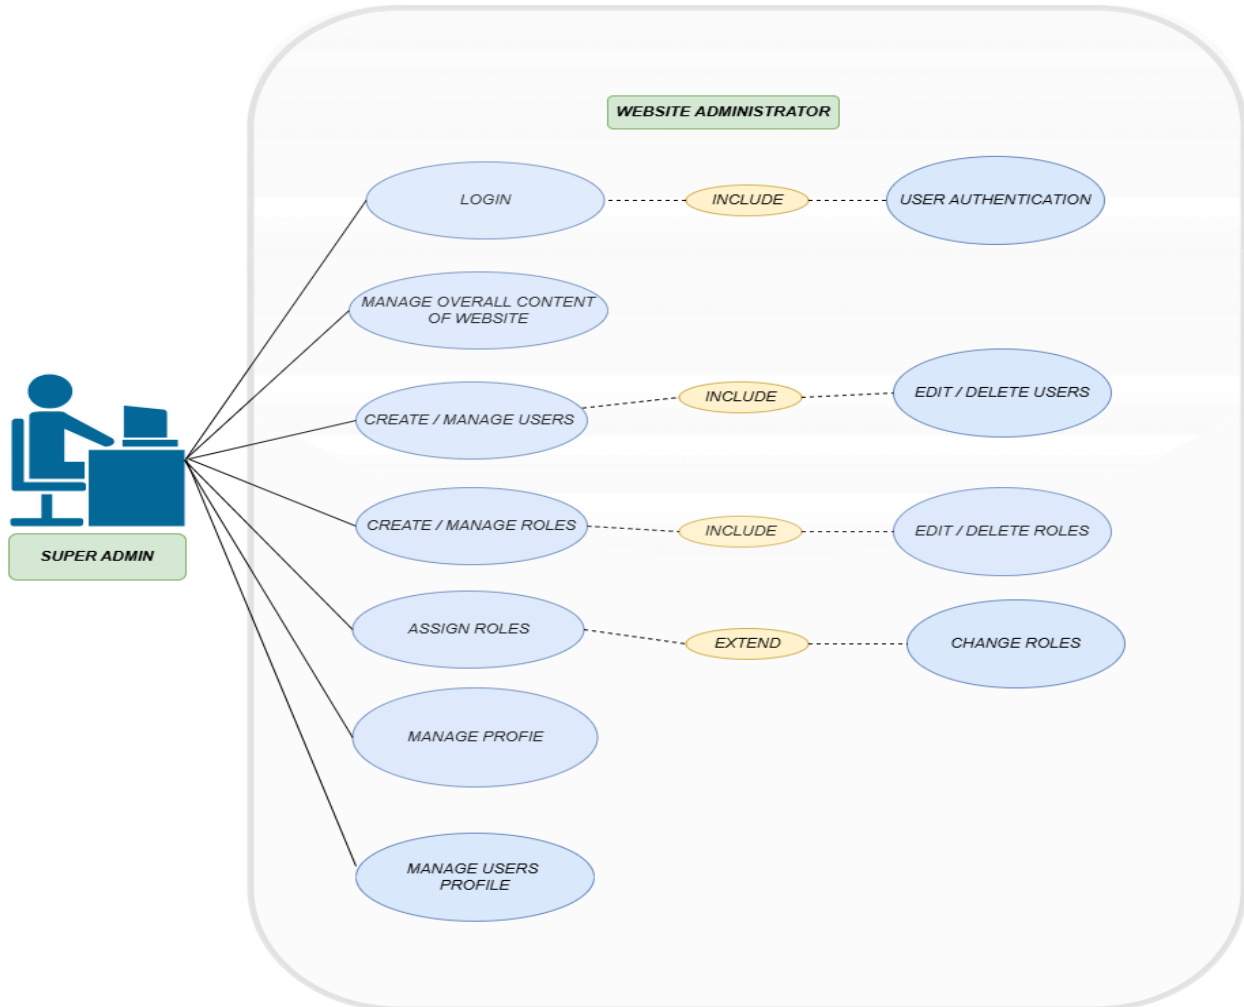 WEBSITE ADMINISTRATOR
LOGIN
INCLUDE
USER AUTHENTICATION
MANAGE OVERALL CONTENT
OF WEBSITE
CREATE / MANAGE USERS
INCLUDE
EDIT / DELETE USERS
CREATE / MANAGE ROLES
INCLUDE
EDIT / DELETE ROLES
SUPER ADMIN
ASSIGN ROLES
EXTEND
CHANGE ROLES
MANAGE PROFIE
MANAGE USERS
PROFILE